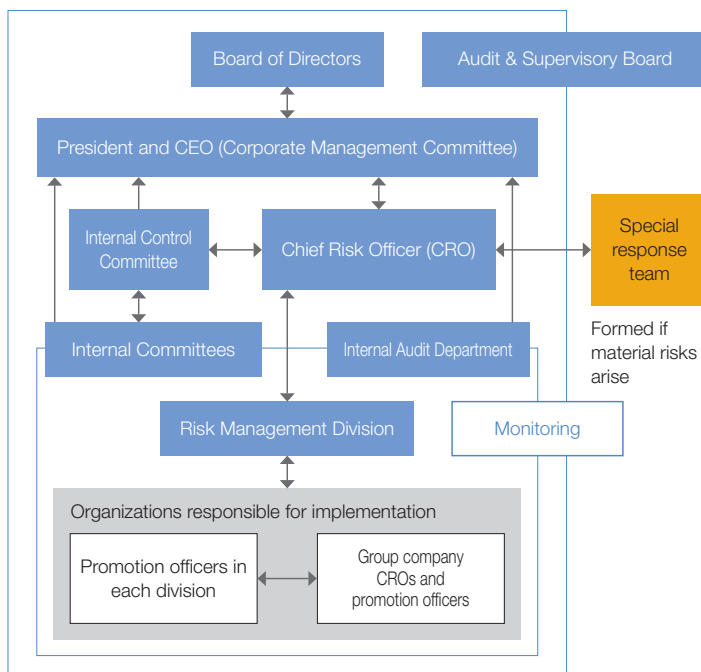 Board of Directors
Audit & Supervisory Board
President and CEO (Corporate Management Committee)
Internal Control
Committee
Chief Risk Officer (CRO)
Special
response
team
Formed if
material risks
arise
Internal Committees
Internal Audit Department
Risk Management Division
Monitoring
Organizations responsible for implementation
Promotion officers in
each division
Group company
CROs and
promotion officers